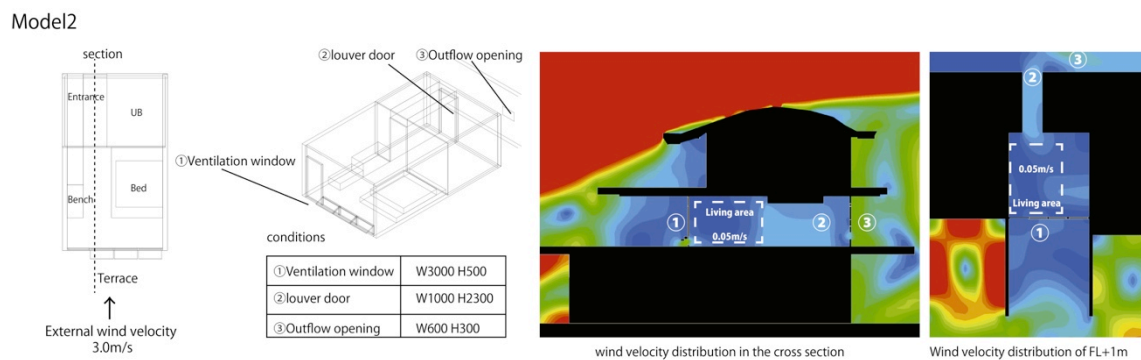 Model2
section
Entrance
UB
Bench
Bed
Terrace
External wind velocity
3.0m/s
②louver door
③Outflow opening
①Ventilation window
conditions
①Ventilation window W3000 H500
②louver door W1000 H2300
③Outflow opening W600 H300
①
Living area
0.05m/s
②
③
wind velocity distribution in the cross section
③
②
0.05m/s
Living area
①
Wind velocity distribution of FL+1m